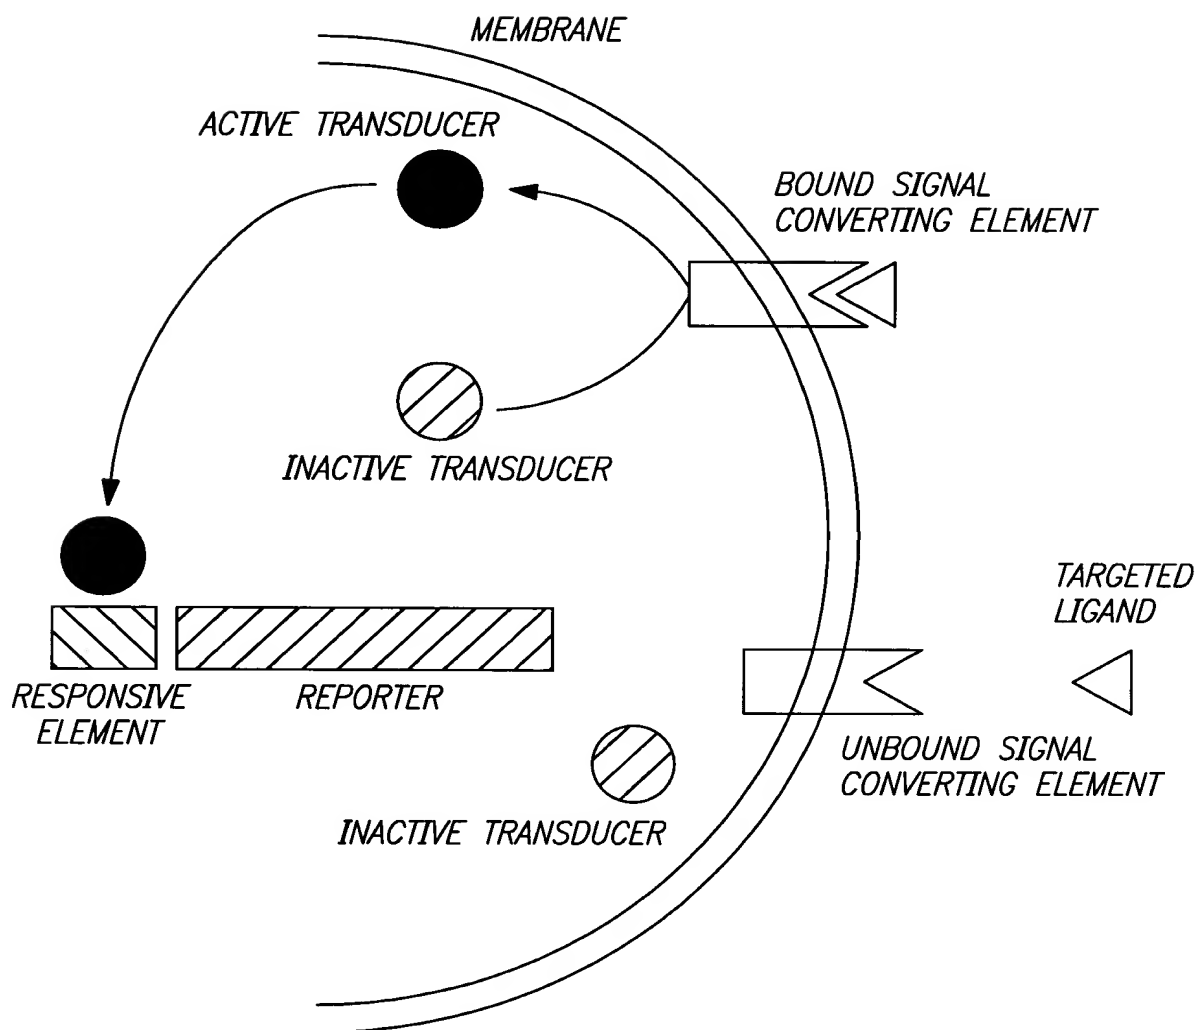 MEMBRANE
ACTIVE TRANSDUCER
BOUND SIGNAL
CONVERTING ELEMENT
INACTIVE TRANSDUCER
TARGETED
LIGAND
RESPONSIVE
ELEMENT
REPORTER
UNBOUND SIGNAL
CONVERTING ELEMENT
INACTIVE TRANSDUCER